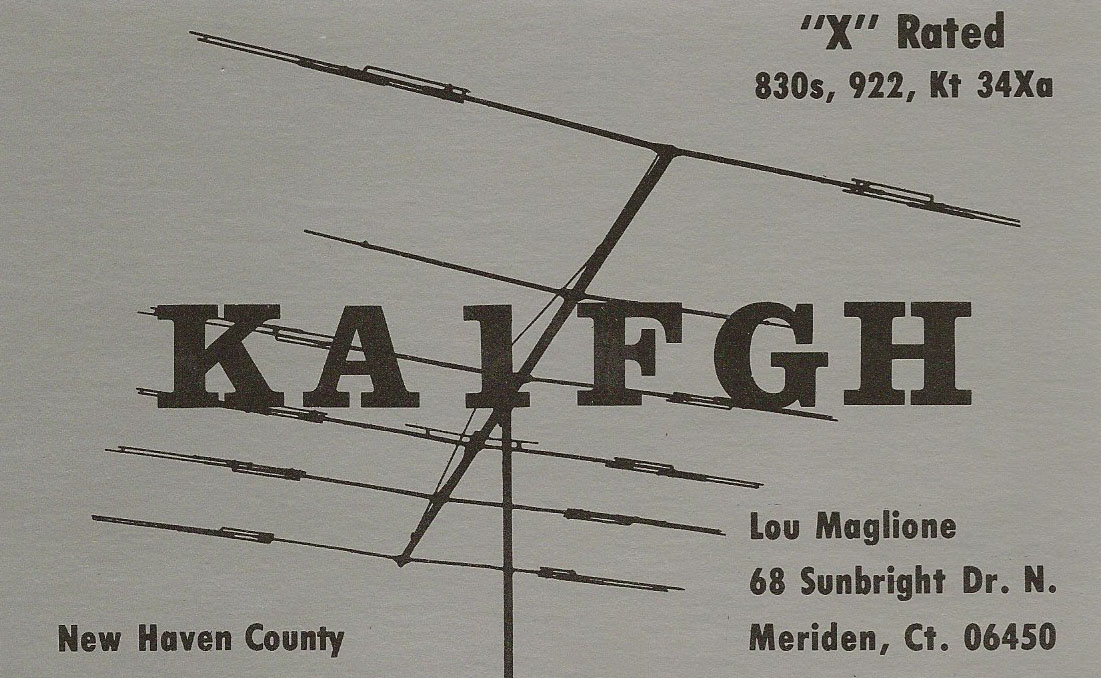 "X" Rated
830s, 922, Kt 34Xa
KA1FGH
Lou Maglione
68 Sunbright Dr. N.
Meriden, Ct. 06450
New Haven County